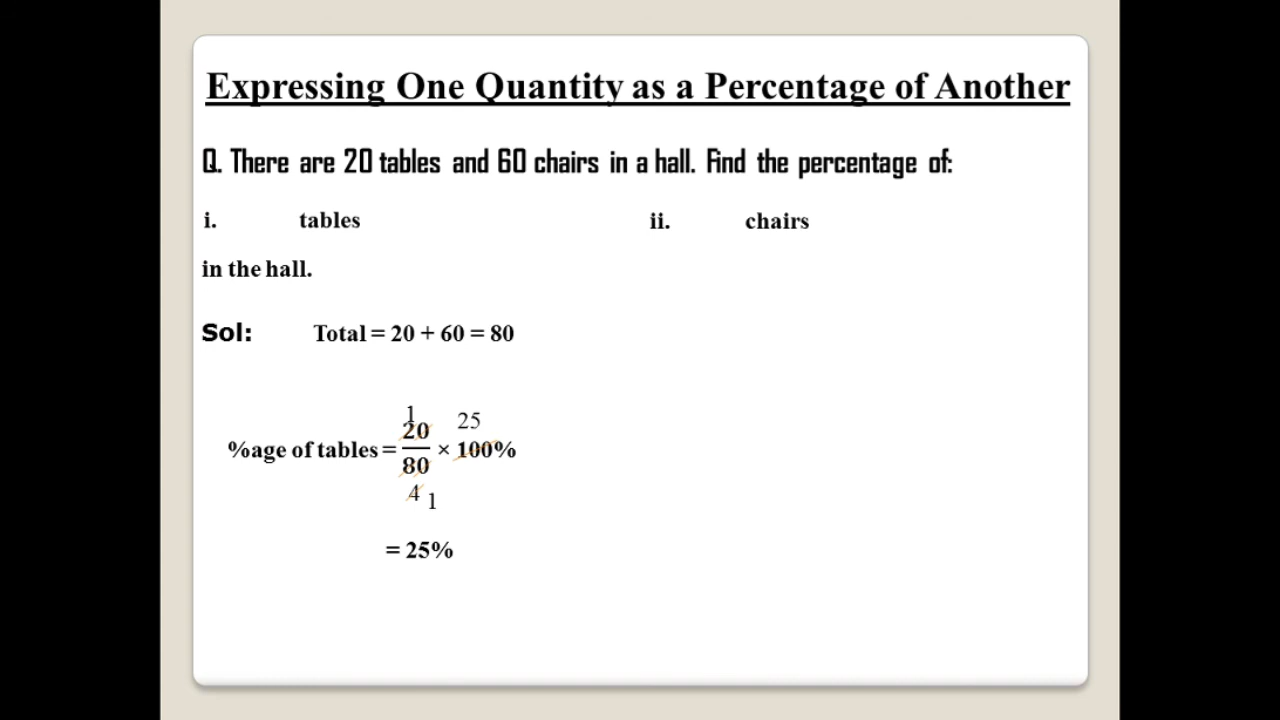 Expressing One Quantity as a Percentage of Another
Q. There are 20 tables and 60 chairs in a hall. Find the percentage of:
i. tables ii. chairs
in the hall.
Sol: Total = 20 + 60 = 80
1 25
20
%age of tables = × 100%
80
4 1
= 25%